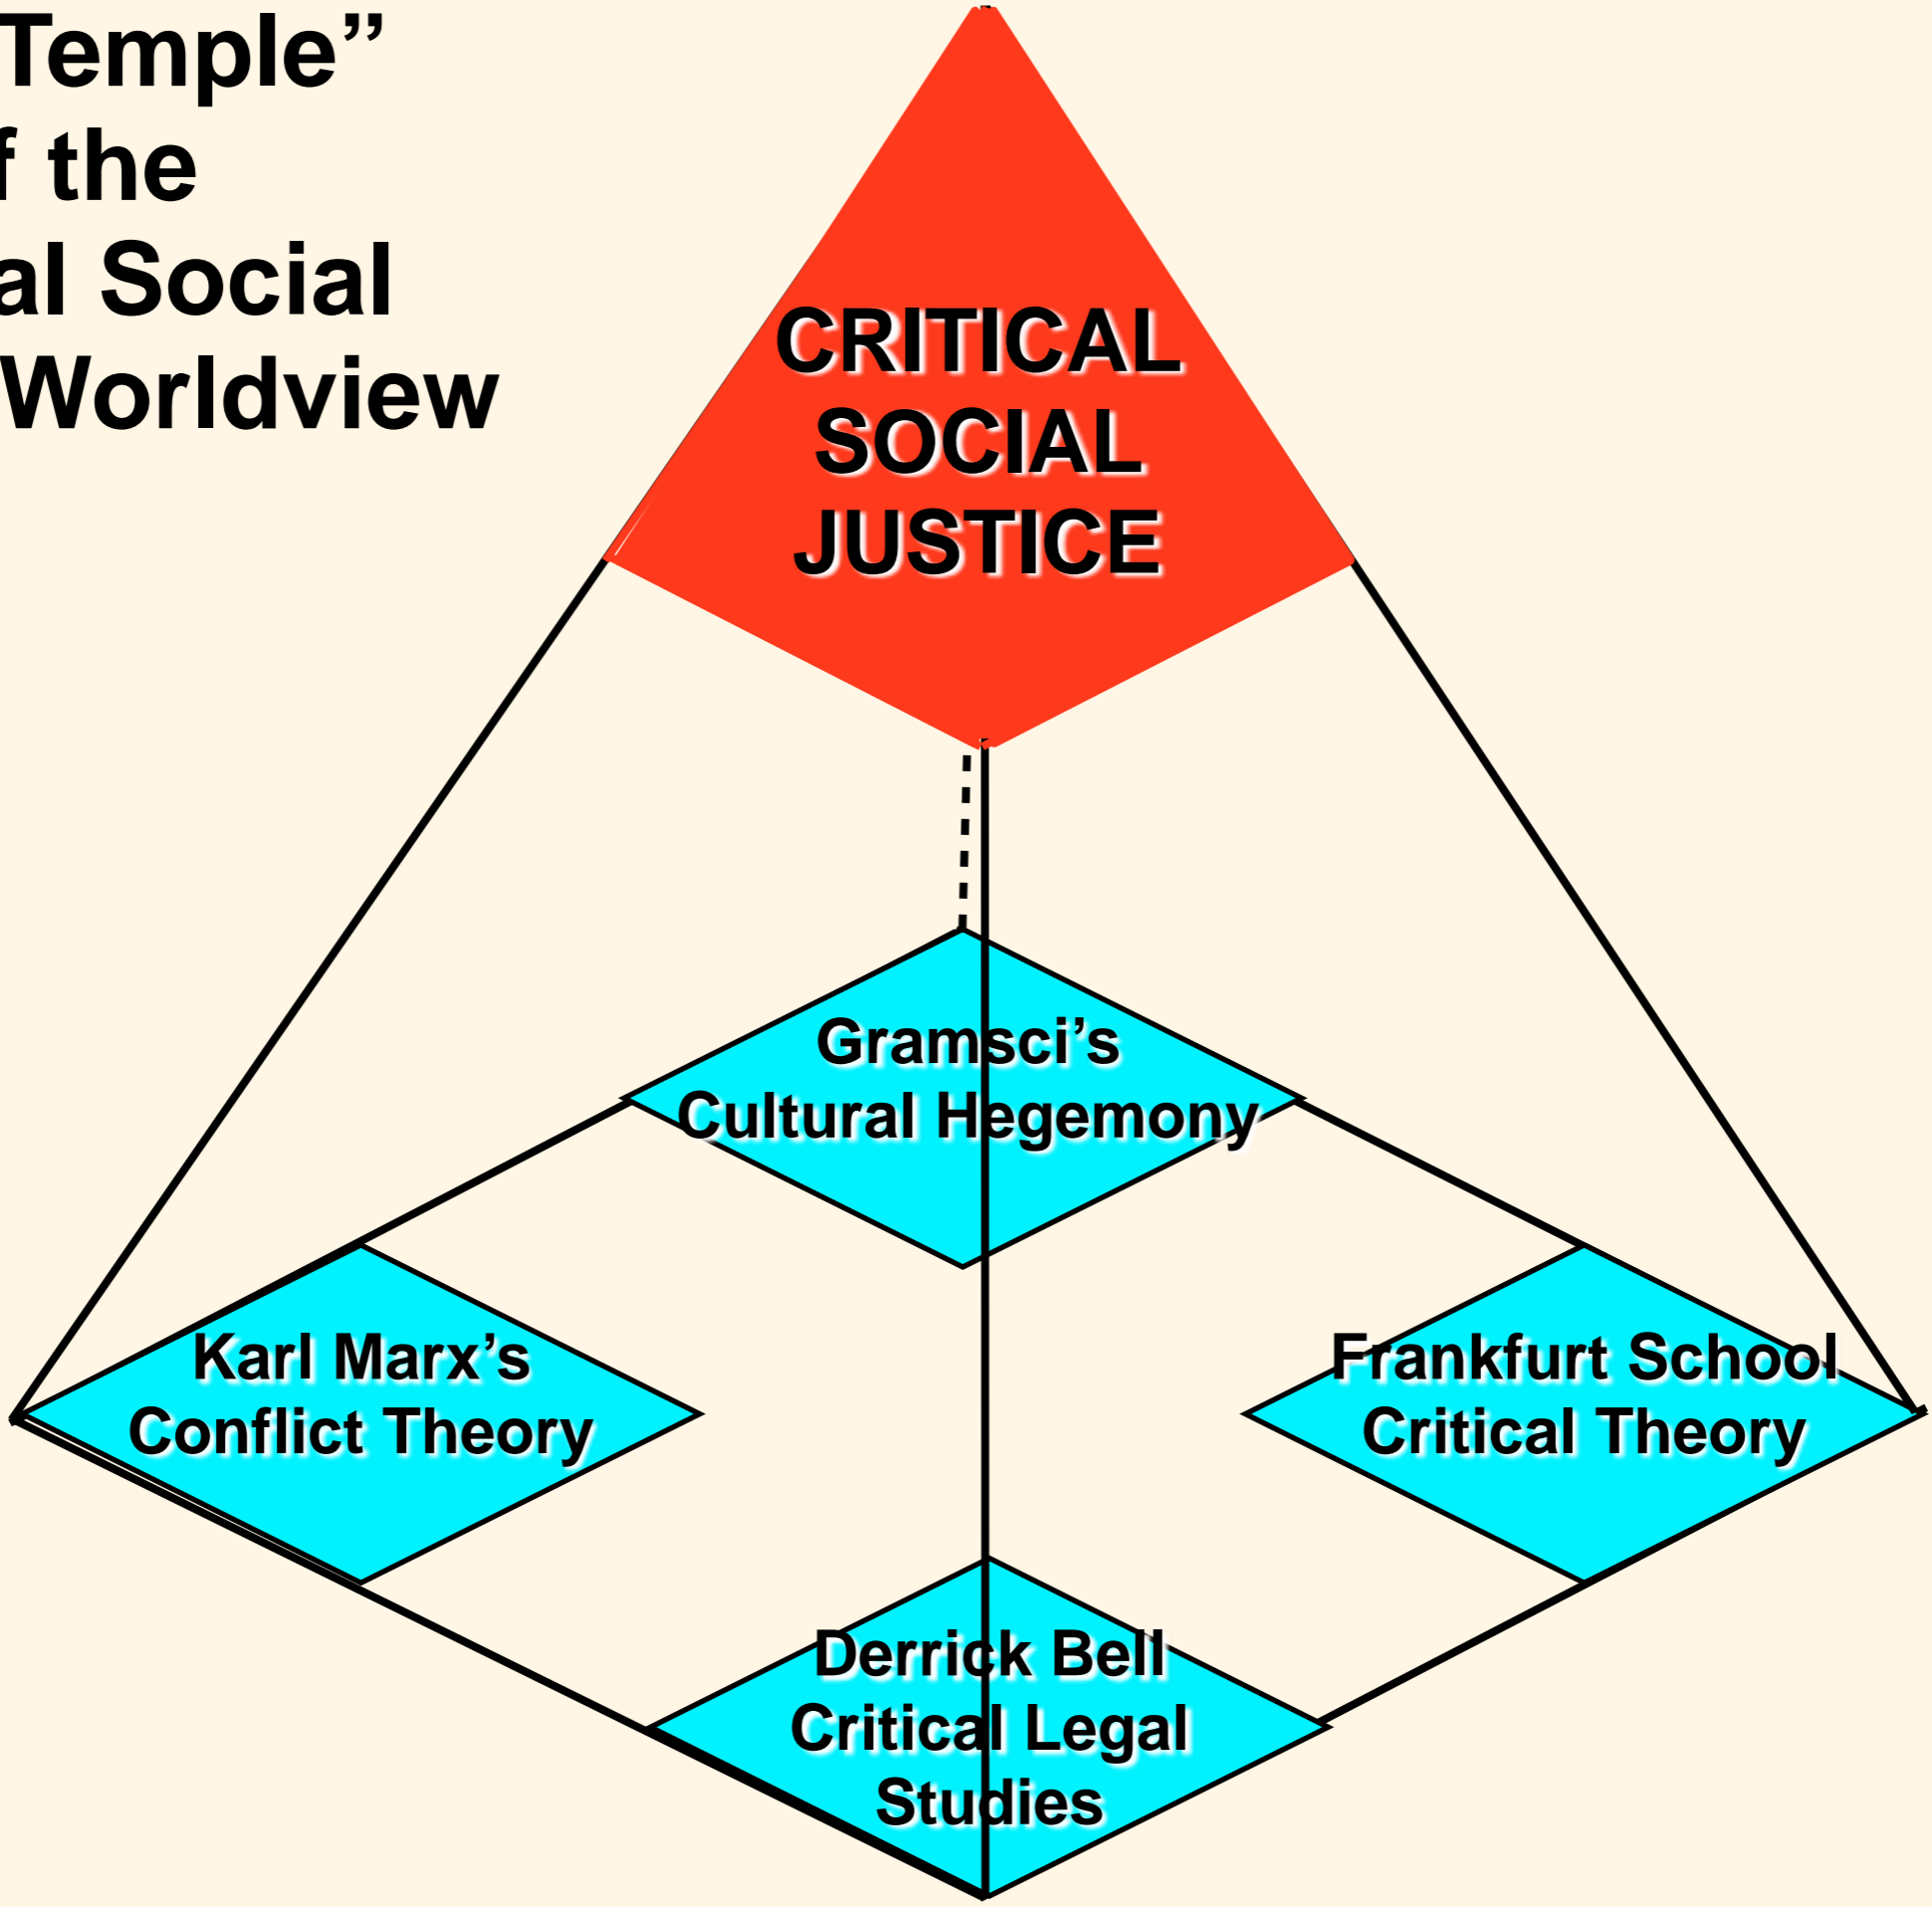 Temple”
f the
al Social
Worldview
CRITICAL
SOCIAL
JUSTICE
Gramsci’s
Cultural Hegemony
Karl Marx’s
Conflict Theory
Frankfurt School
Critical Theory
Derrick Bell
Critical Legal
Studies